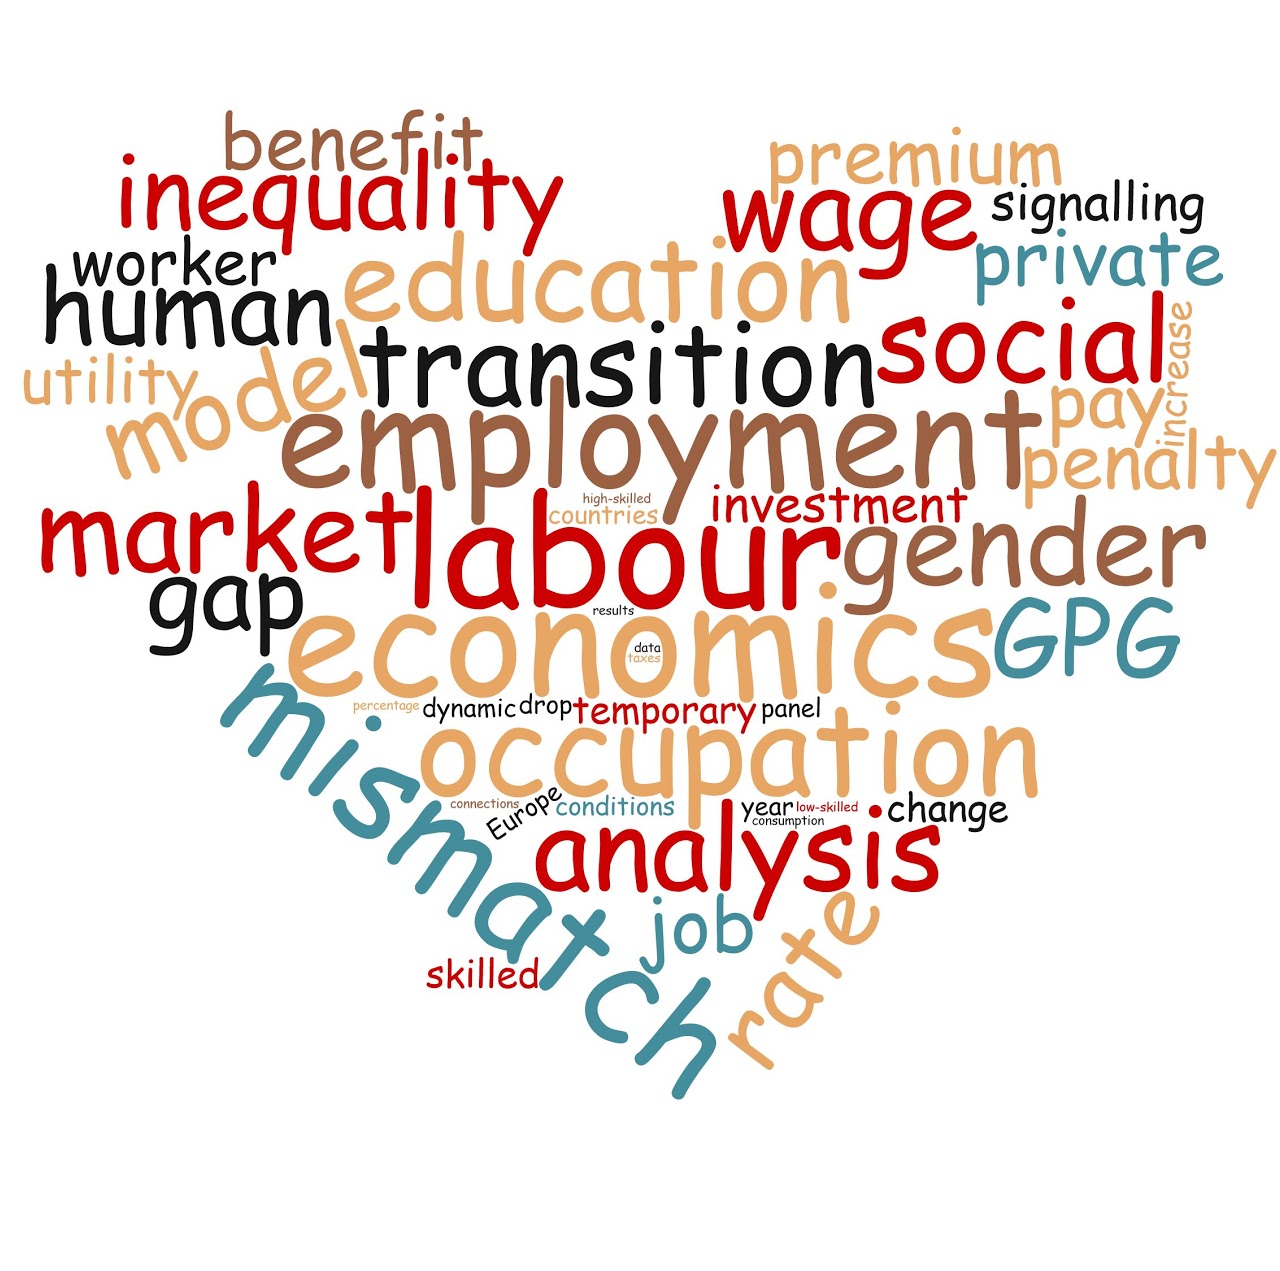 benefit
premium
inequality
wage
signalling
worker
education
private
human
transition
social
increase
utility
model
employment
pay
penalty
high-skilled
market
labour
countries
investment
gender
gap
results
economics
GPG
data
taxes
mismatch
percentage
dynamic
drop
temporary
panel
occupation
connections
Europe
conditions
year
low-skilled
change
consumption
analysis
job
rate
skilled